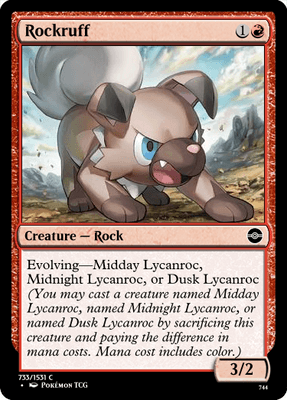 Rockruff 1
Creature — Rock
Evolving—Midday Lycanroc,
Midnight Lycanroc, or Dusk Lycanroc
(You may cast a creature named Midday
Lycanroc, named Midnight Lycanroc, or
named Dusk Lycanroc by sacrificing this
creature and paying the difference in
mana costs. Mana cost includes color.)
3/2
733/1531 C
• Pokémon TCG
744